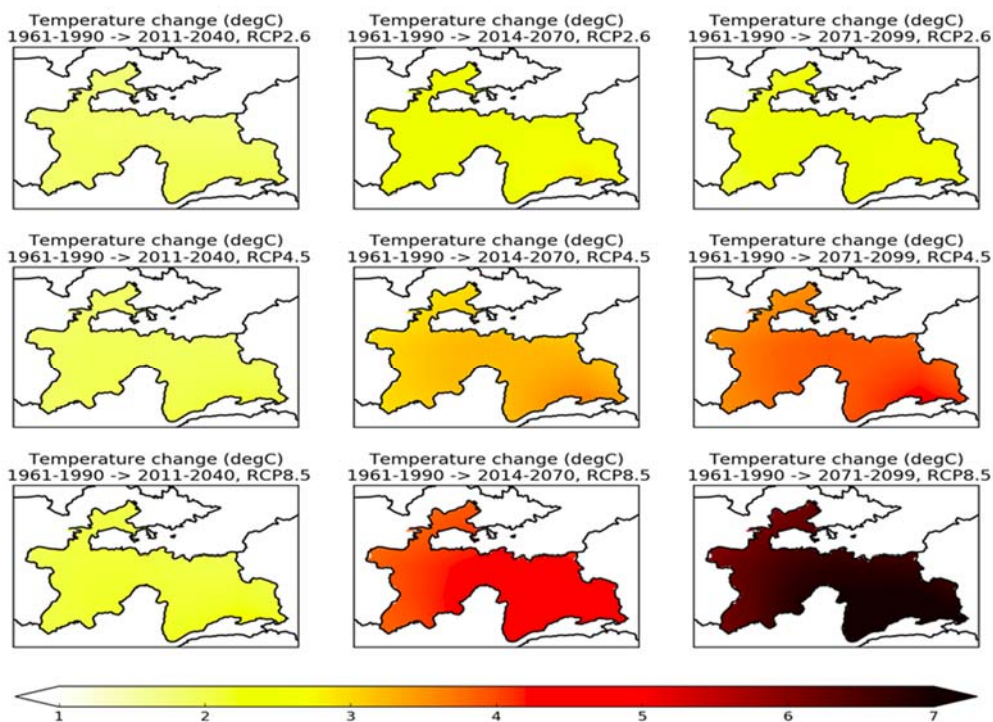 Temperature change (degC)
1961-1990 -> 2011-2040, RCP2.6
Temperature change (degC)
1961-1990 -> 2014-2070, RCP2.6
Temperature change (degC)
1961-1990 -> 2071-2099, RCP2.6
Temperature change (degC)
1961-1990 -> 2011-2040, RCP4.5
Temperature change (degC)
1961-1990 -> 2014-2070, RCP4.5
Temperature change (degC)
1961-1990 -> 2071-2099, RCP4.5
Temperature change (degC)
1961-1990 -> 2011-2040, RCP8.5
Temperature change (degC)
1961-1990 -> 2014-2070, RCP8.5
Temperature change (degC)
1961-1990 -> 2071-2099, RCP8.5
1 2 3 4 5 6 7